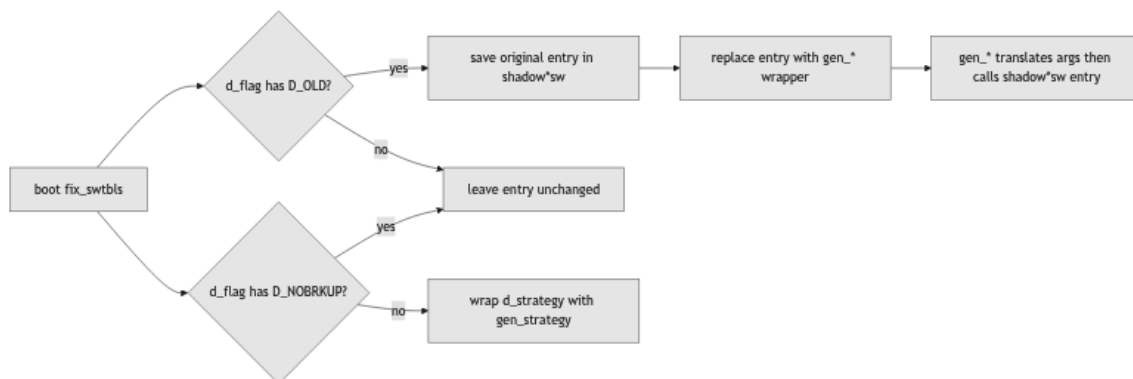 boot fix_swtbls
d_flag has D_OLD?
yes
save original entry in
shadow*sw
replace entry with gen_*
wrapper
gen_* translates args then
calls shadow*sw entry
no
leave entry unchanged
d_flag has D_NOBRKUP?
yes
no
wrap d_strategy with
gen_strategy